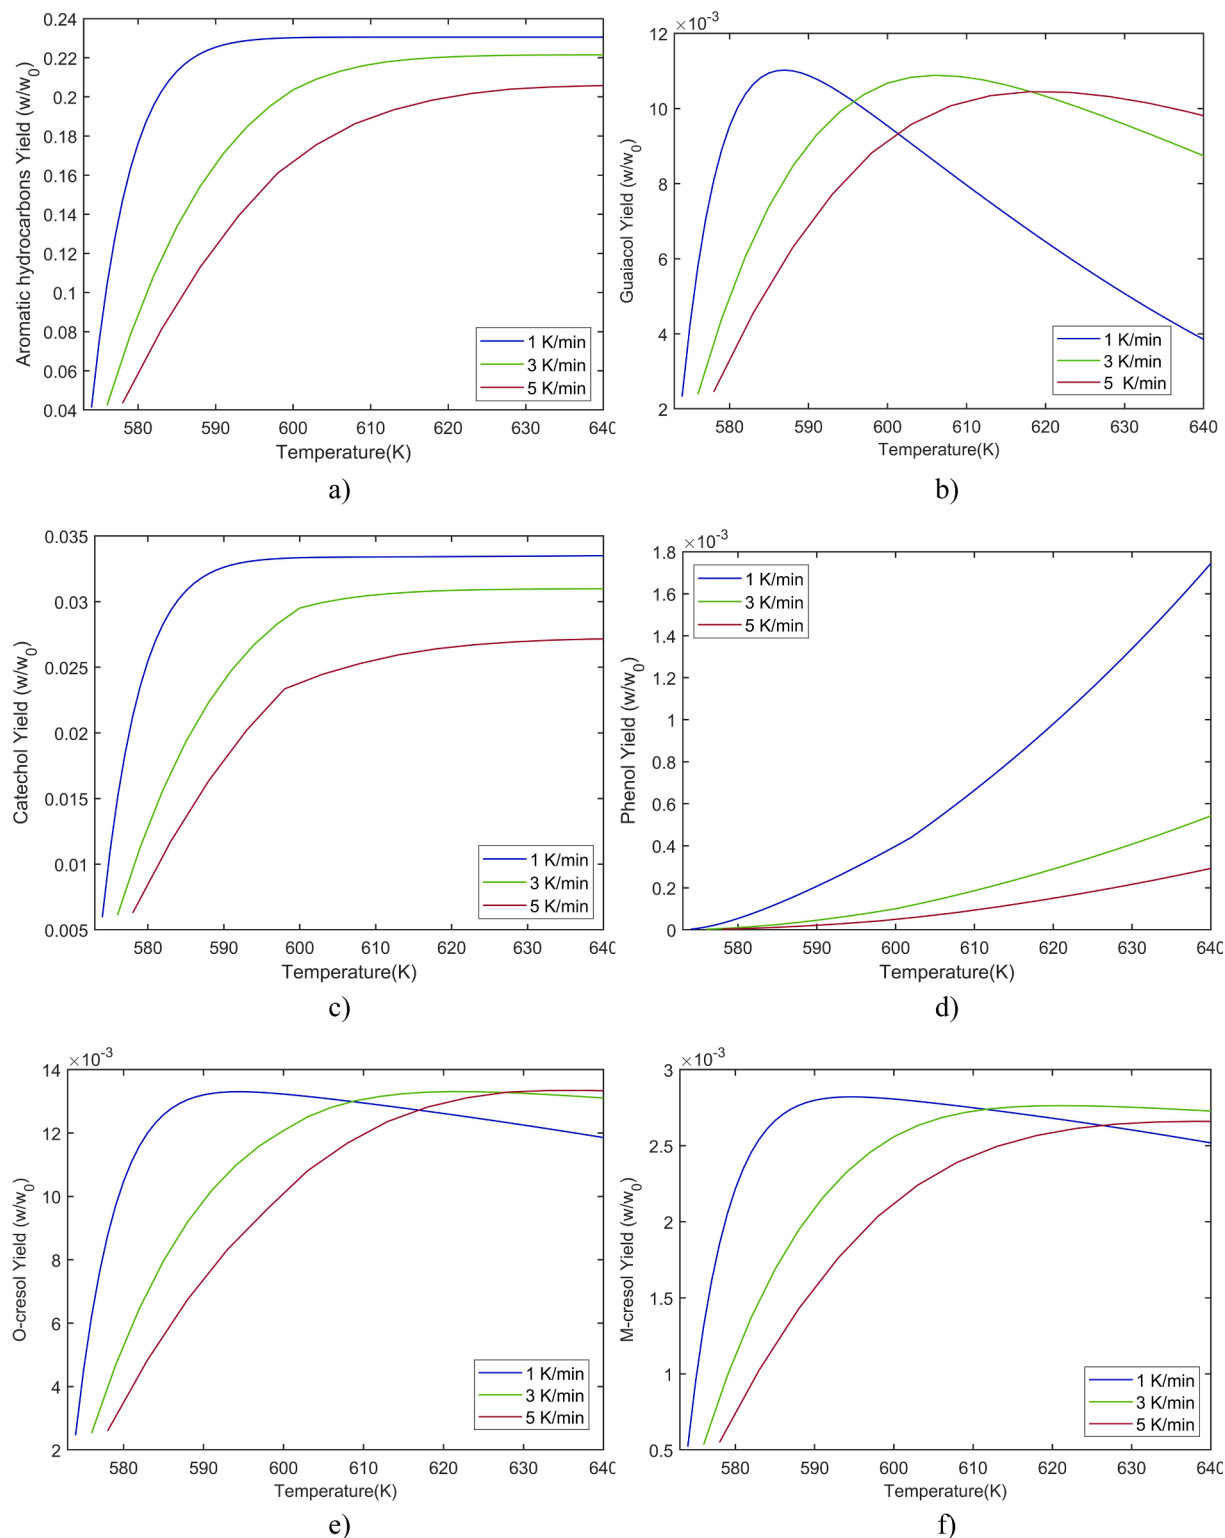 a)
Aromatic hydrocarbons Yield (w/w0)
0.24
0.22
0.2
0.18
0.16
0.14
0.12
0.1
0.08
0.06
0.04
580 590 600 610 620 630 640
Temperature(K)
1 K/min
3 K/min
5 K/min
b)
×10-3
Guaiacol Yield (w/w0)
12
10
8
6
4
2
580 590 600 610 620 630 640
Temperature(K)
1 K/min
3 K/min
5 K/min
c)
Catechol Yield (w/w0)
0.035
0.03
0.025
0.02
0.015
0.01
0.005
580 590 600 610 620 630 640
Temperature(K)
1 K/min
3 K/min
5 K/min
d)
×10-3
Phenol Yield (w/w0)
1.8
1.6
1.4
1.2
1
0.8
0.6
0.4
0.2
0
580 590 600 610 620 630 640
Temperature(K)
1 K/min
3 K/min
5 K/min
e)
×10-3
O-cresol Yield (w/w0)
14
12
10
8
6
4
2
580 590 600 610 620 630 640
Temperature(K)
1 K/min
3 K/min
5 K/min
f)
×10-3
M-cresol Yield (w/w0)
3
2.5
2
1.5
1
0.5
580 590 600 610 620 630 640
Temperature(K)
1 K/min
3 K/min
5 K/min